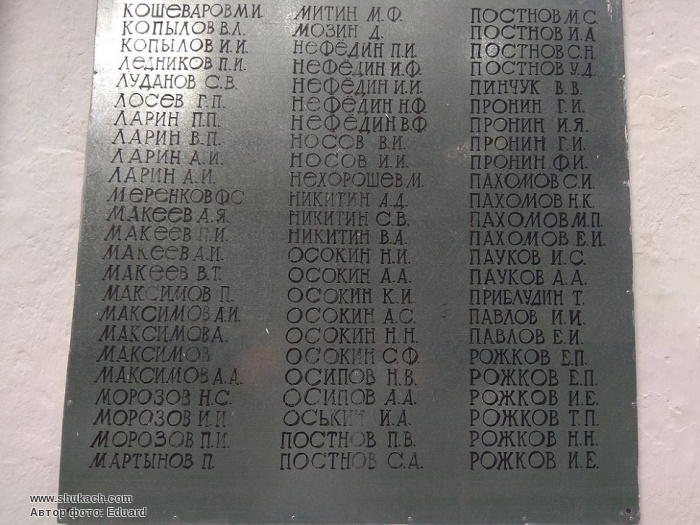 КОШЕВАРОВ М.И.
КОПЫЛОВ В.Л.
КОПЫЛОВ И.И.
ЛЕДНИКОВ П.И.
ЛУДАНОВ С.В.
ЛОСЕВ Г.П.
ЛАРИН П.П.
ЛАРИН В.П.
ЛАРИН А.И.
ЛАРИН А.И.
МЕРЕНКОВ Ф.С
МАКЕЕВ А.Я.
МАКЕЕВ П.И.
МАКЕЕВ А.И.
МАКЕЕВ В.Т.
МАКСИМОВ П.
МАКСИМОВ А.И.
МАКСИМОВ А.
МАКСИМОВ
МАКСИМОВ А.А.
МОРОЗОВ Н.С.
МОРОЗОВ И.И.
МОРОЗОВ П.И.
МАРТЫНОВ П.
МИТИН М.Ф.
МОЗИН Д.
НЕФЕДИН П.И.
НЕФЕДИН И.Ф.
НЕФЕДИН И.И.
НЕФЕДИН Н.Ф.
НЕФЕДИН В.Ф
НОСОВ В.И.
НОСОВ И.И.
НЕХОРОШЕВ М.
НИКИТИН А.Д.
НИКИТИН С.В.
НИКИТИН В.А.
ОСОКИН Н.И.
ОСОКИН А.А.
ОСОКИН К.И.
ОСОКИН А.С.
ОСОКИН Н.Н.
ОСОКИН С.Ф.
ОСИПОВ Н.В.
ОСИПОВ А.А.
ОСЬКИН И.А.
ПОСТНОВ П.В.
ПОСТНОВ С.А.
ПОСТНОВ М.С.
ПОСТНОВ И.А
ПОСТНОВ С.Н.
ПОСТНОВ У.Д.
ПИНЧУК В.В.
ПРОНИН Г.И.
ПРОНИН И.Я.
ПРОНИН Г.И.
ПРОНИН Ф.И.
ПАХОМОВ С.И.
ПАХОМОВ Н.К.
ПАХОМОВ М.П.
ПАХОМОВ Е.И.
ПАУКОВ И.С.
ПАУКОВ А.А.
ПРИБЛУДИН Т.
ПАВЛОВ И.И.
ПАВЛОВ Е.И.
РОЖКОВ Е.П.
РОЖКОВ Е.П.
РОЖКОВ И.Е.
РОЖКОВ Т.П.
РОЖКОВ Н.Н.
РОЖКОВ И.Е.
www.shukach.com
Автор фото: Eduard